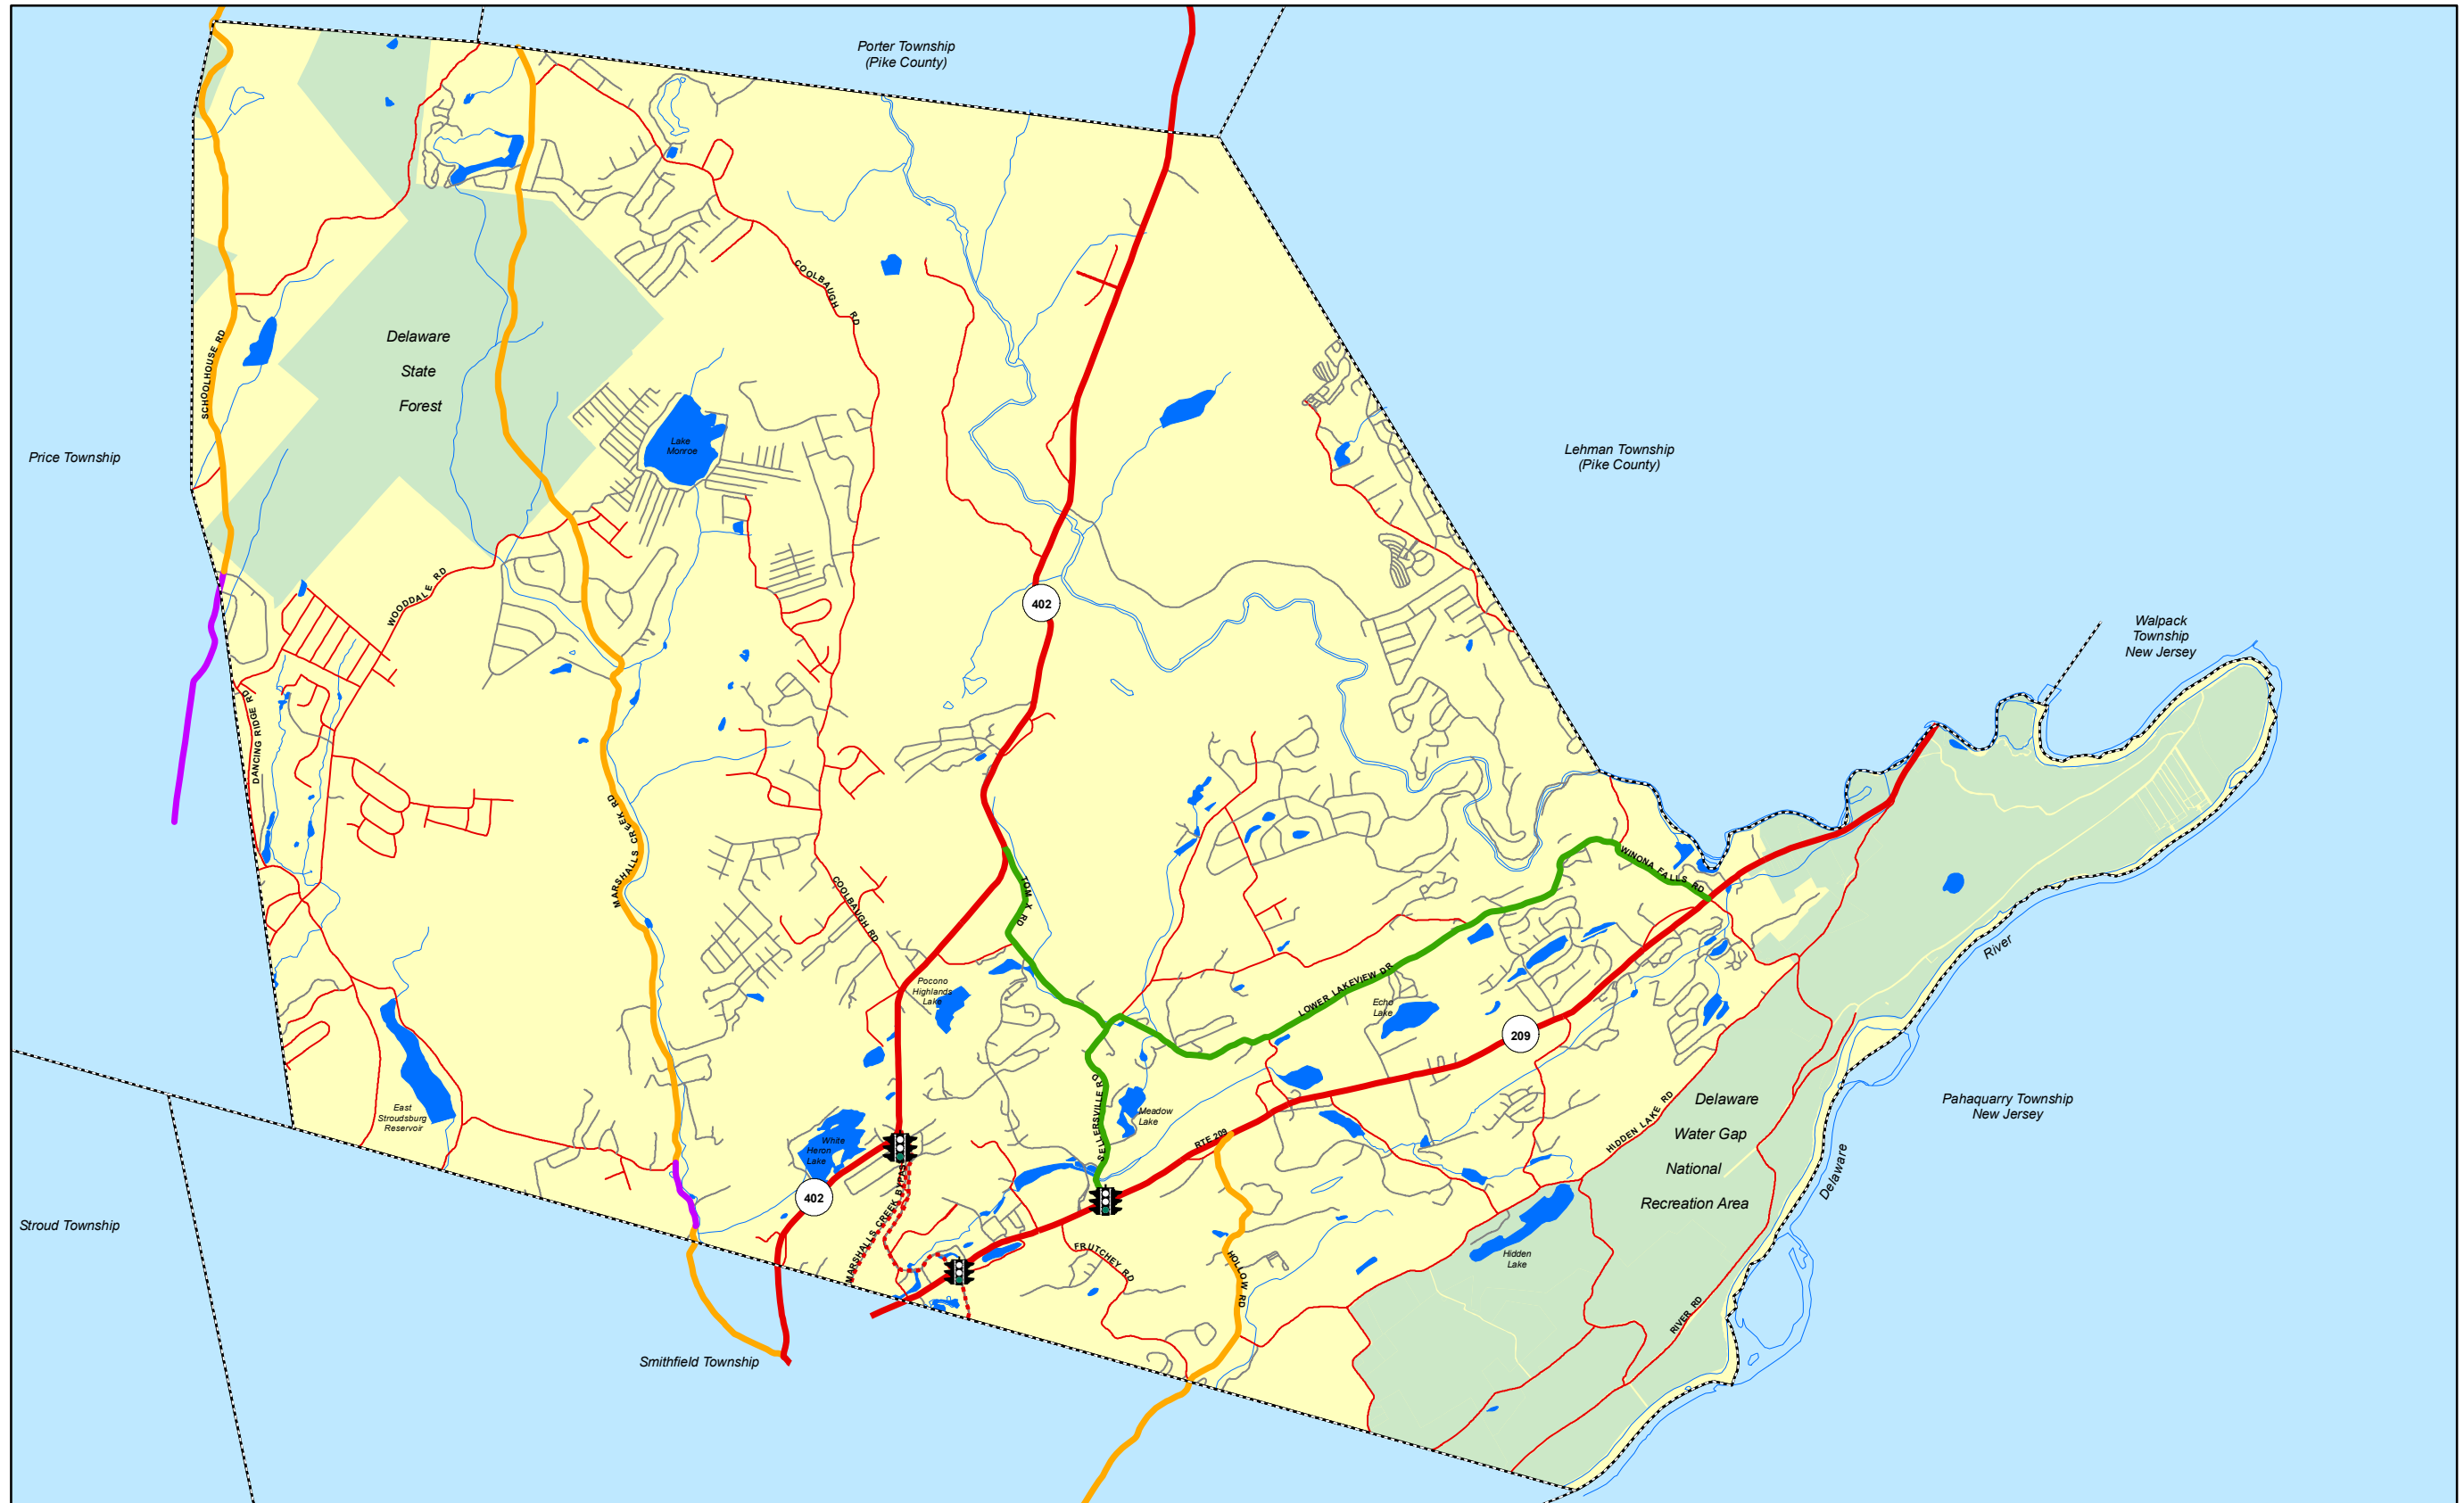 Porter Township
(Pike County)
COOLBAUGH RD
Delaware
State
Forest
SCHOOLHOUSE RD
Price Township
Lake
Monroe
Lehman Township
(Pike County)
402
WOODDALE RD
Walpack
Township
New Jersey
DANCING RIDGE RD
MARSHALLS CREEK RD
TOM X RD
COOLBAUGH RD
WINONA FALLS RD
River
Pocono
Highlands
Lake
LOWER LAKEVIEW DR
Echo
Lake
209
East
Stroudsburg
Reservoir
SELLERSVILLE RD
Meadow
Lake
HIDDEN LAKE RD
Delaware
Water Gap
National
Recreation Area
Pahaquarry Township
New Jersey
White
Heron
Lake
RTE 209
Delaware
402
MARSHALLS CREEK BYPASS
Stroud Township
FRUTCHEY RD
HOLLOW RD
Hidden
Lake
RIVER RD
Smithfield Township